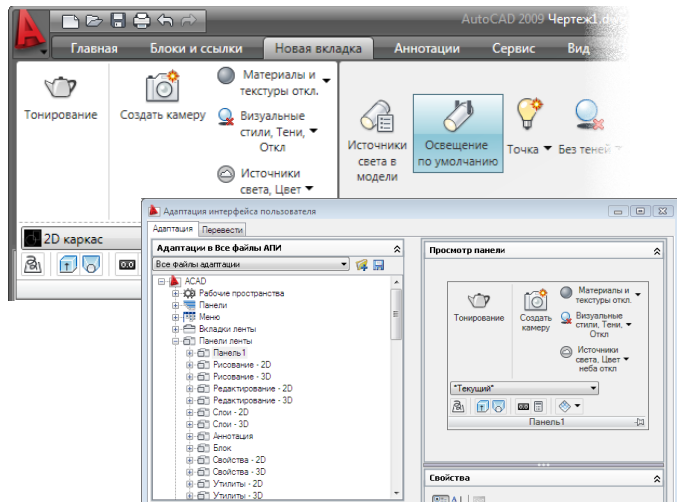 AutoCAD 2009 Чертеж1.dwg
Главная Блоки и ссылки Новая вкладка Аннотации Сервис Вид
Тонирование
Создать камеру
Материалы и
текстуры откл.
Визуальные
стили, Тени,
Откл
Источники
света, Цвет
Источники
света в
модели
Освещение
по умолчанию
Точка
Без теней
2D каркас
Адаптация интерфейса пользователя
Адаптация Перевести
Адаптации в Все файлы АПИ
Все файлы адаптации
ACAD
Рабочие пространства
Панели
Меню
Вкладки ленты
Панели ленты
Панель1
Рисование - 2D
Рисование - 3D
Редактирование - 2D
Редактирование - 3D
Слои - 2D
Слои - 3D
Аннотация
Блок
Свойства - 2D
Свойства - 3D
Утилиты - 2D
Утилиты - 3D
Просмотр панели
Тонирование
Создать
камеру
Материалы и
текстуры откл.
Визуальные
стили, Тени,
Откл
Источники
света, Цвет
неба откл
"Текущий"
Панель1
Свойства